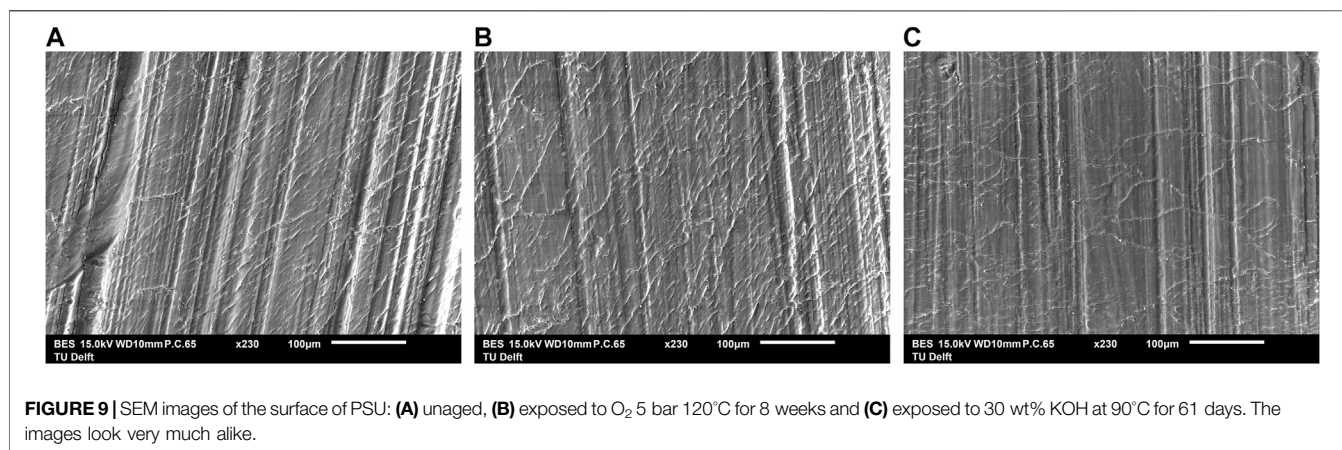 A
B
C
BES 15.0kV WD10mm P.C.65 x230 100µm
TU Delft
BES 15.0kV WD10mm P.C.65 x230 100µm
TU Delft
BES 15.0kV WD10mm P.C.65 x230 100µm
TU Delft
FIGURE 9 | SEM images of the surface of PSU: (A) unaged, (B) exposed to O₂ 5 bar 120°C for 8 weeks and (C) exposed to 30 wt% KOH at 90°C for 61 days. The
images look very much alike.